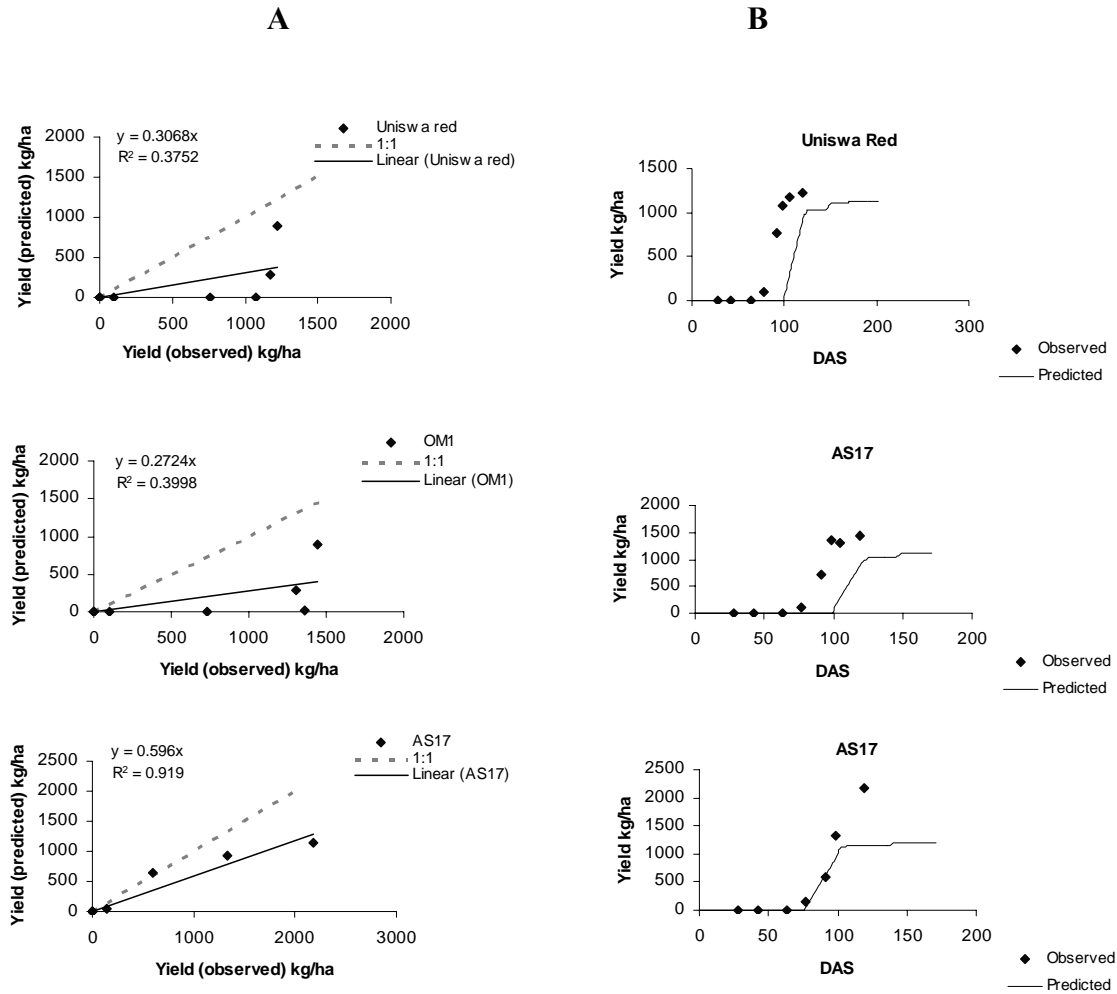 A
B
y = 0.3068x
R² = 0.3752
Uniswa red
1:1
Linear (Uniswa red)
2000
1500
1000
500
0
0 500 1000 1500 2000
Yield (predicted) kg/ha
Yield (observed) kg/ha
Uniswa Red
1500
1000
500
0
0 100 200 300
Yield kg/ha
DAS
Observed
Predicted
y = 0.2724x
R² = 0.3998
OM1
1:1
Linear (OM1)
2000
1500
1000
500
0
0 500 1000 1500 2000
Yield (predicted) kg/ha
Yield (observed) kg/ha
AS17
2000
1500
1000
500
0
0 50 100 150 200
Yield kg/ha
DAS
Observed
Predicted
y = 0.596x
R² = 0.919
AS17
1:1
Linear (AS17)
2500
2000
1500
1000
500
0
0 1000 2000 3000
Yield (predicted) kg/ha
Yield (observed) kg/ha
AS17
2500
2000
1500
1000
500
0
0 50 100 150 200
Yield kg/ha
DAS
Observed
Predicted